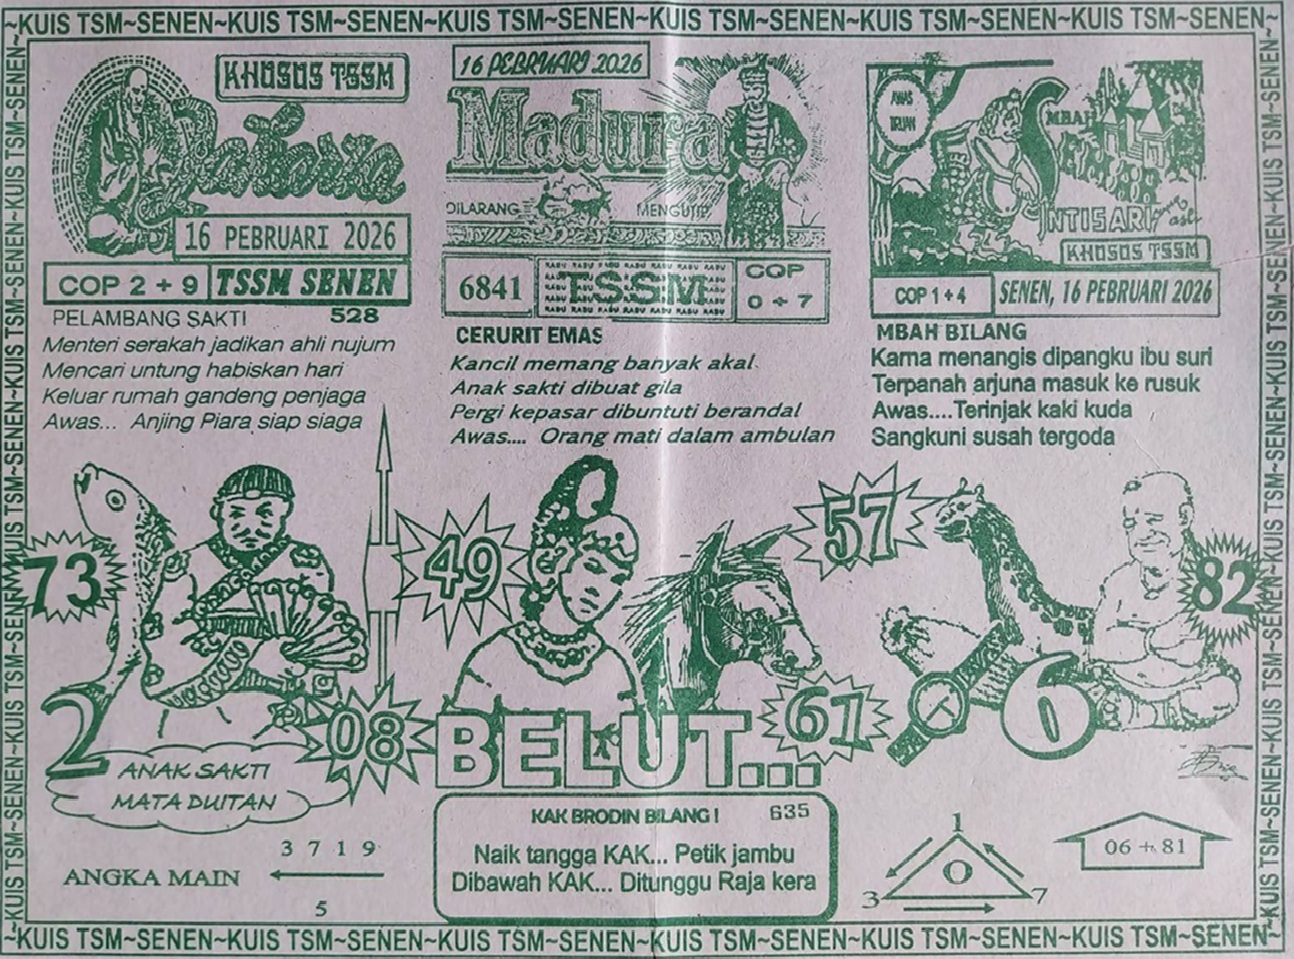 ~KUIS TSM~SENEN~KUIS TSM~SENEN~KUIS TSM~SENEN~KUIS TSM~SENEN~KUIS TSM~SENEN~KUIS TSM~SENEN~
KHUSUS TSSM
16 PEBRUARI 2026
COP 2 + 9
TSSM SENEN
PELAMBANG SAKTI 528
Menteri serakah jadikan ahli nujum
Mencari untung habiskan hari
Keluar rumah gandeng penjaga
Awas... Anjing Piara siap siaga
16 PEBRUARI 2026
Madura
DILARANG MENGUTIP
6841
TSSM
COP
0 + 7
CERURIT EMAS
Kancil memang banyak akal
Anak sakti dibuat gila
Pergi kepasar dibuntuti berandal
Awas.... Orang mati dalam ambulan
MBAH
INTISARI
KHUSUS TSSM
COP 1 + 4
SENEN, 16 PEBRUARI 2026
MBAH BILANG
Karna menangis dipangku ibu suri
Terpanah arjuna masuk ke rusuk
Awas....Terinjak kaki kuda
Sangkuni susah tergoda
73
49
57
82
2
08
61
6
ANAK SAKTI
MATA DUITAN
BELUT...
3 7 1 9
ANGKA MAIN
5
KAK BRODIN BILANG ! 635
Naik tangga KAK... Petik jambu
Dibawah KAK... Ditunggu Raja kera
1
0
3
7
06 + 81
~KUIS TSM~SENEN~KUIS TSM~SENEN~KUIS TSM~SENEN~KUIS TSM~SENEN~KUIS TSM~SENEN~KUIS TSM~SENEN~